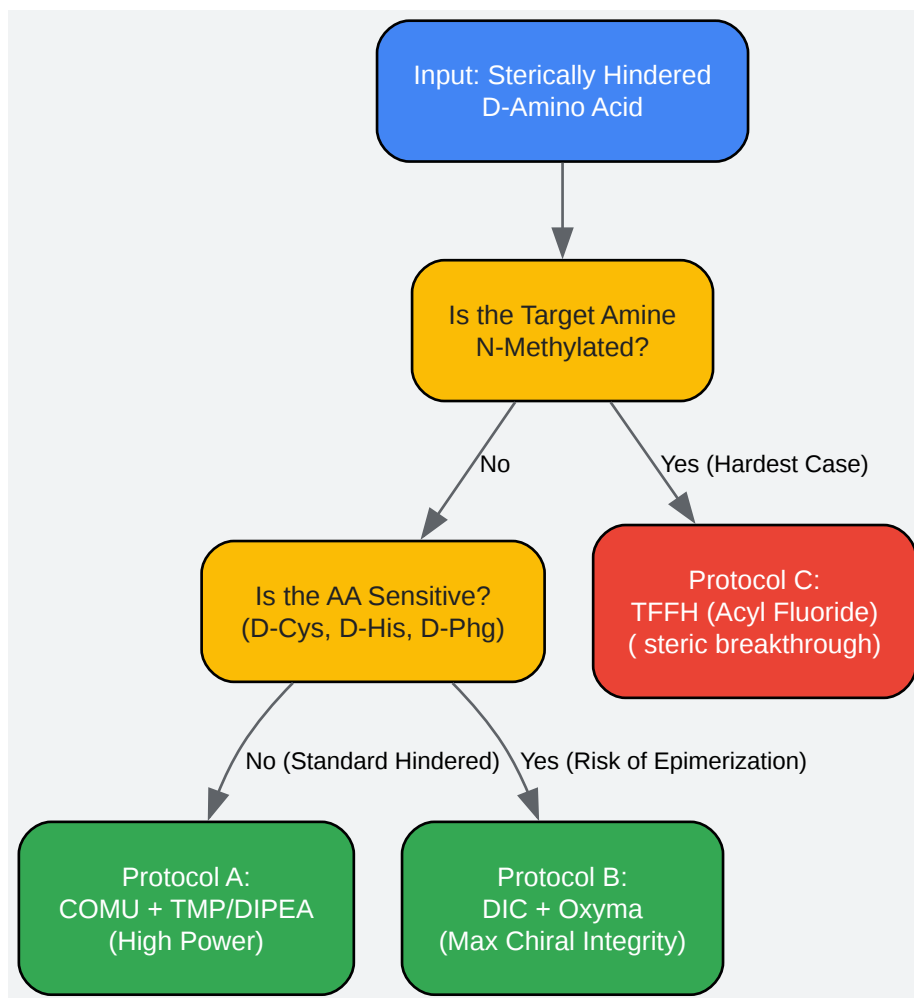 Input: Sterically Hindered
D-Amino Acid
Is the Target Amine
N-Methylated?
No
Yes (Hardest Case)
Is the AA Sensitive?
(D-Cys, D-His, D-Phg)
Protocol C:
TFFH (Acyl Fluoride)
( steric breakthrough)
No (Standard Hindered)
Yes (Risk of Epimerization)
Protocol A:
COMU + TMP/DIPEA
(High Power)
Protocol B:
DIC + Oxyma
(Max Chiral Integrity)